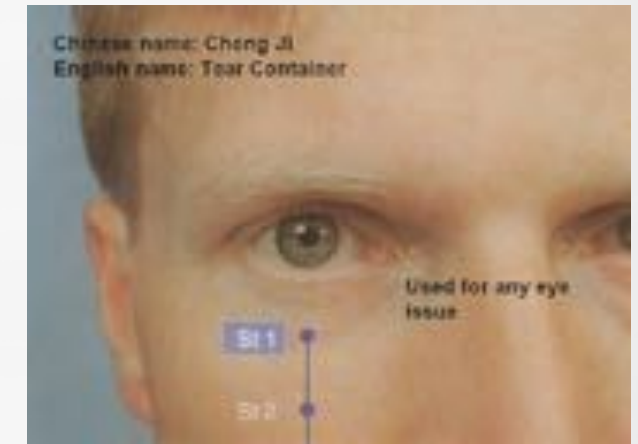 Chinese name: Cheng Ji
English name: Tear Container
Used for any eye
issue
St 1
St 2